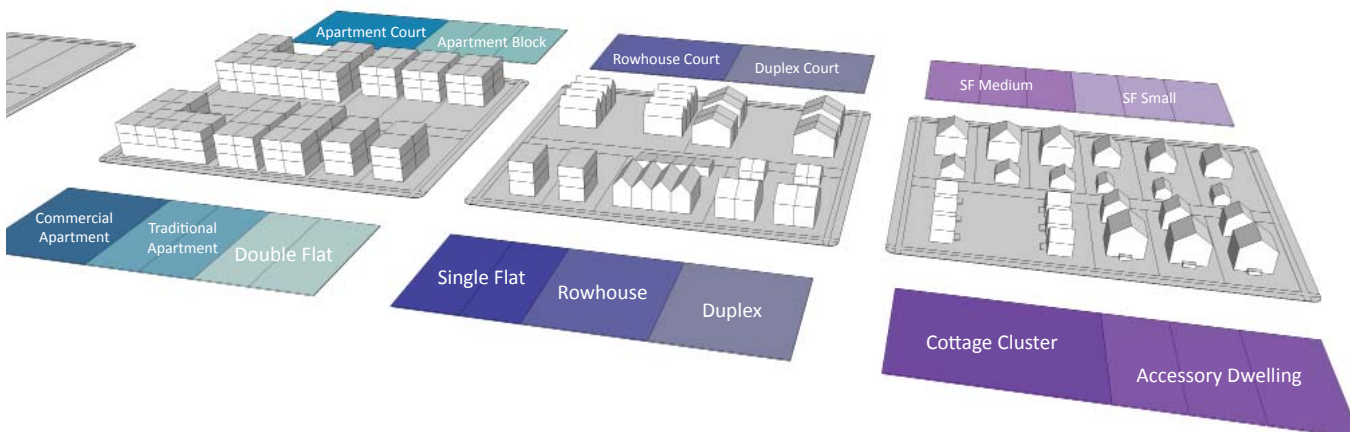 Apartment Court
Apartment Block
Rowhouse Court
Duplex Court
SF Medium
SF Small
Commercial
Apartment
Traditional
Apartment
Double Flat
Single Flat
Rowhouse
Duplex
Cottage Cluster
Accessory Dwelling